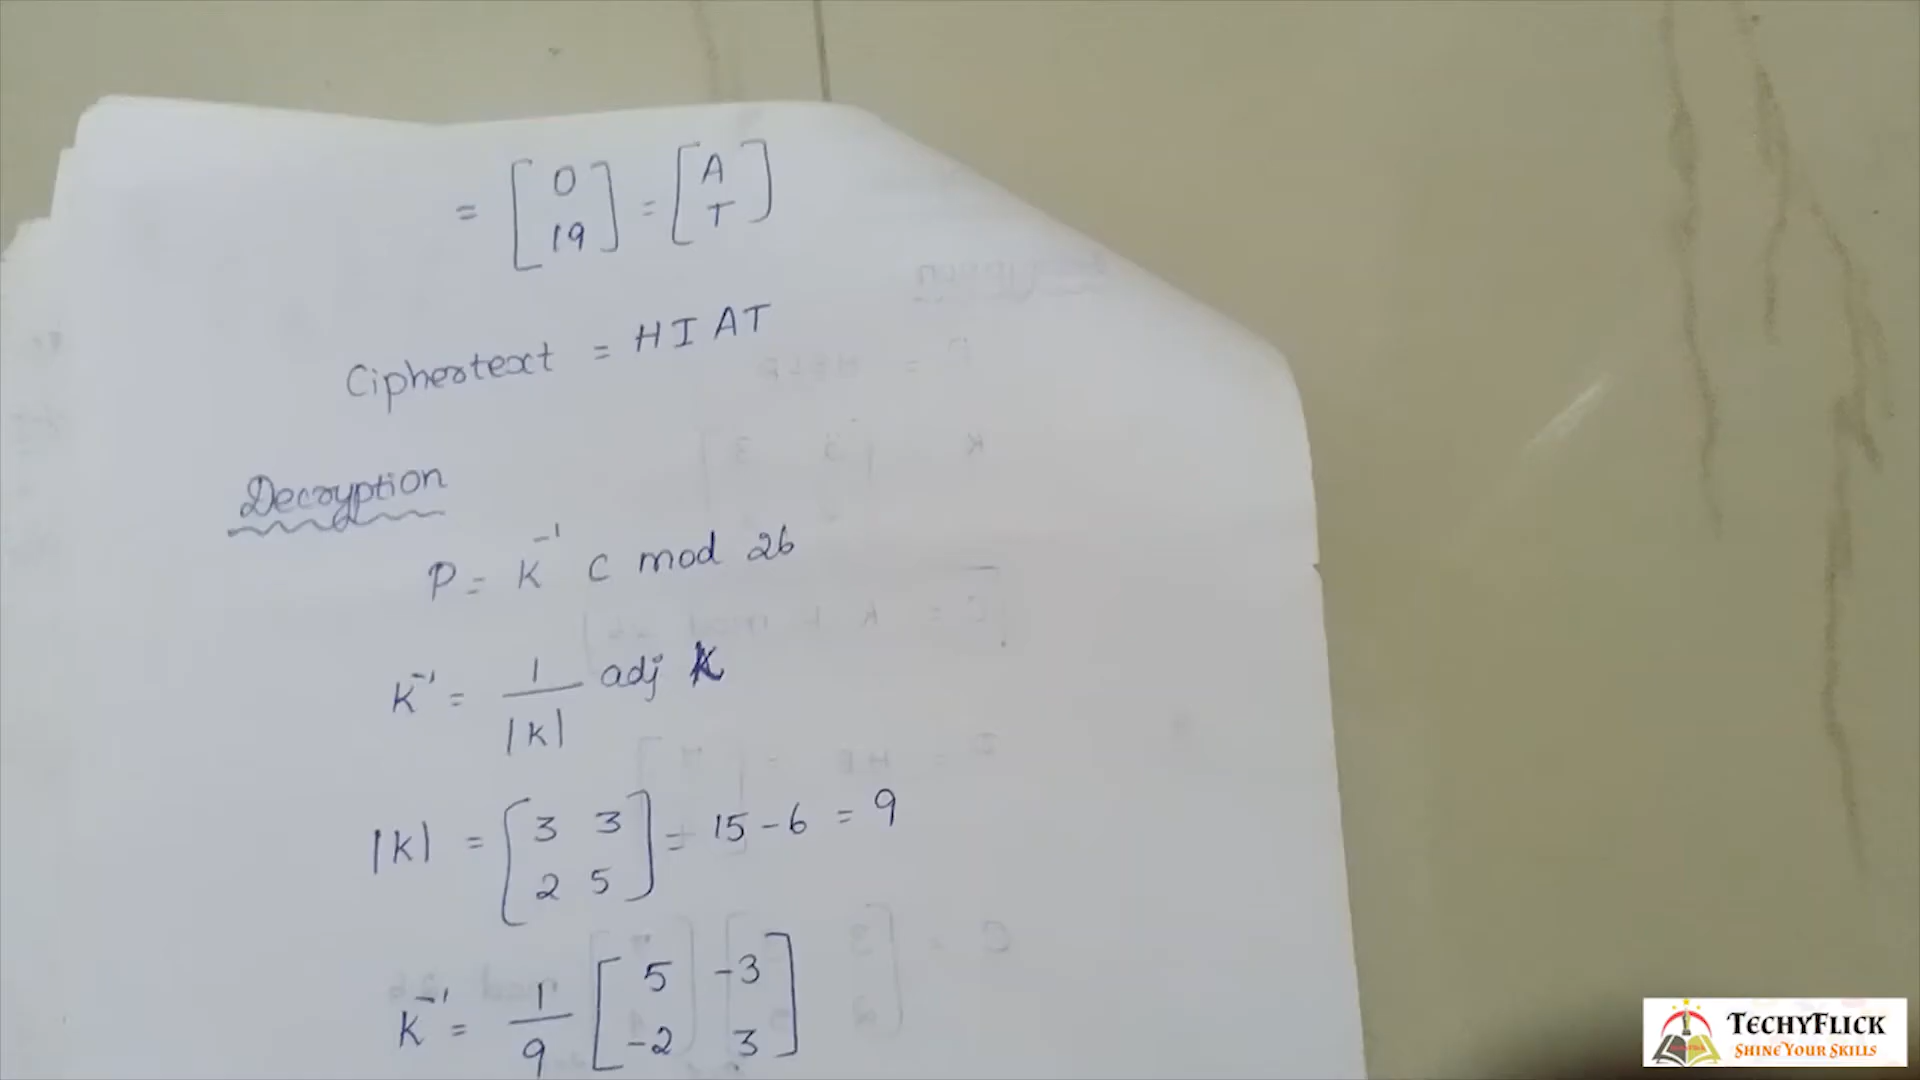 = [0 19] = [A T]
Ciphertext = HIAT
Decryption
P = K⁻¹ C mod 26
K⁻¹ = 1/|K| adj K
|K| = [3 3 2 5] = 15 - 6 = 9
K⁻¹ = 1/9 [5 -3 -2 3]
TECHYFLICK
SHINE YOUR SKILLS